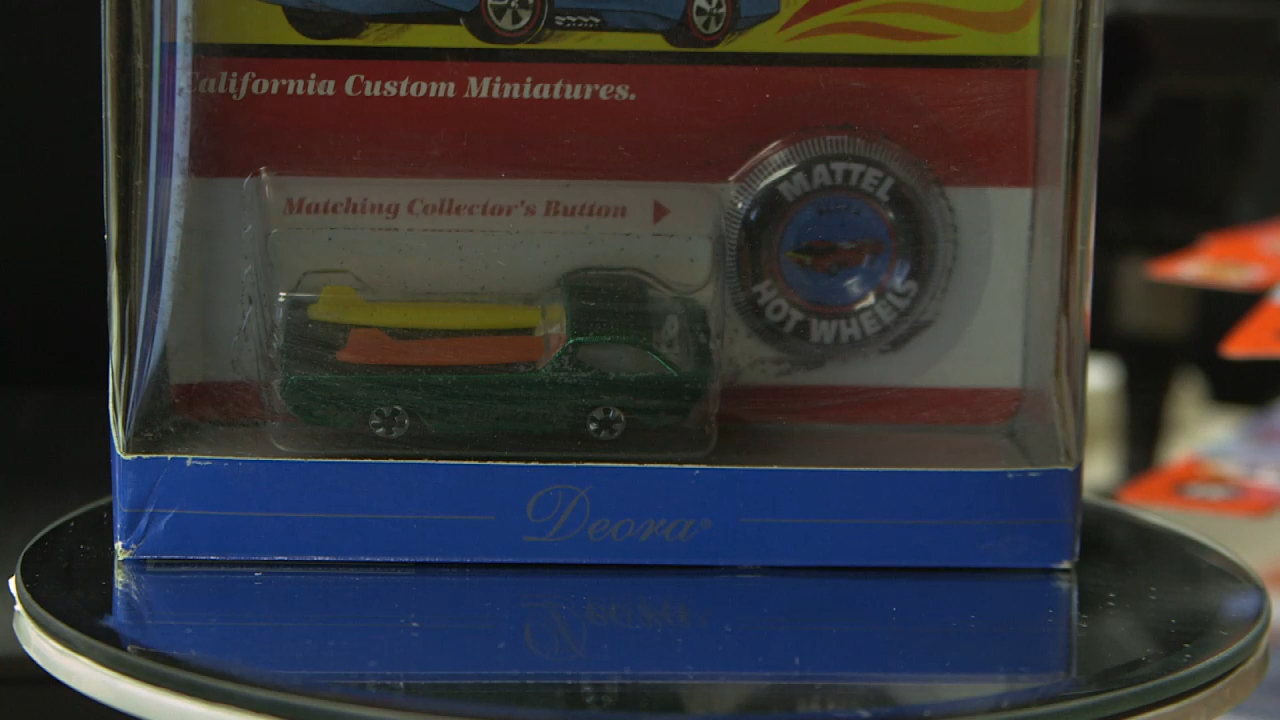 California Custom Miniatures.
Matching Collector's Button
MATTEL
HOT WHEELS
Deora®